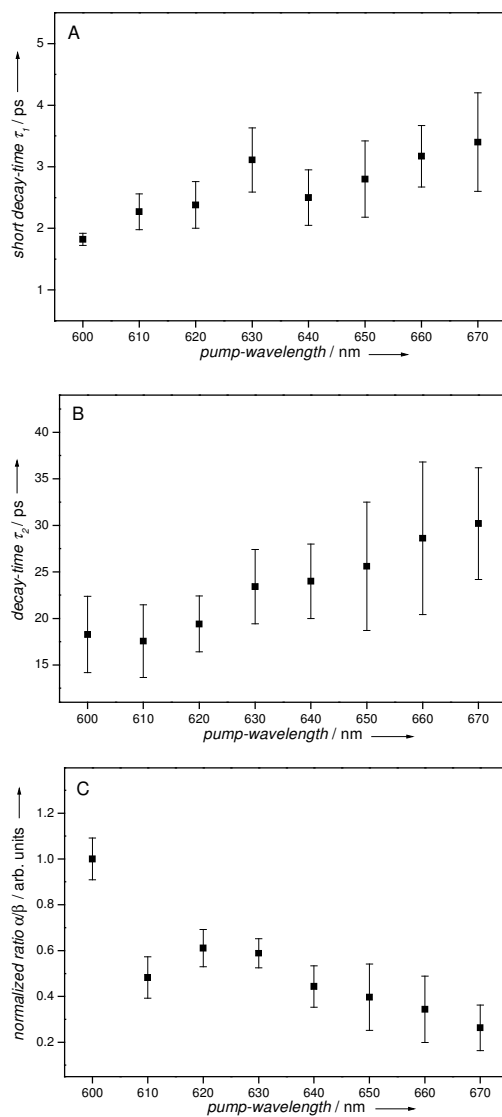 A
5
4
3
2
1
short decay-time τ1 / ps
600 610 620 630 640 650 660 670
pump-wavelength / nm
B
40
35
30
25
20
15
decay-time τ2 / ps
600 610 620 630 640 650 660 670
pump-wavelength / nm
C
1.2
1.0
0.8
0.6
0.4
0.2
normalized ratio α/β / arb. units
600 610 620 630 640 650 660 670
pump-wavelength / nm